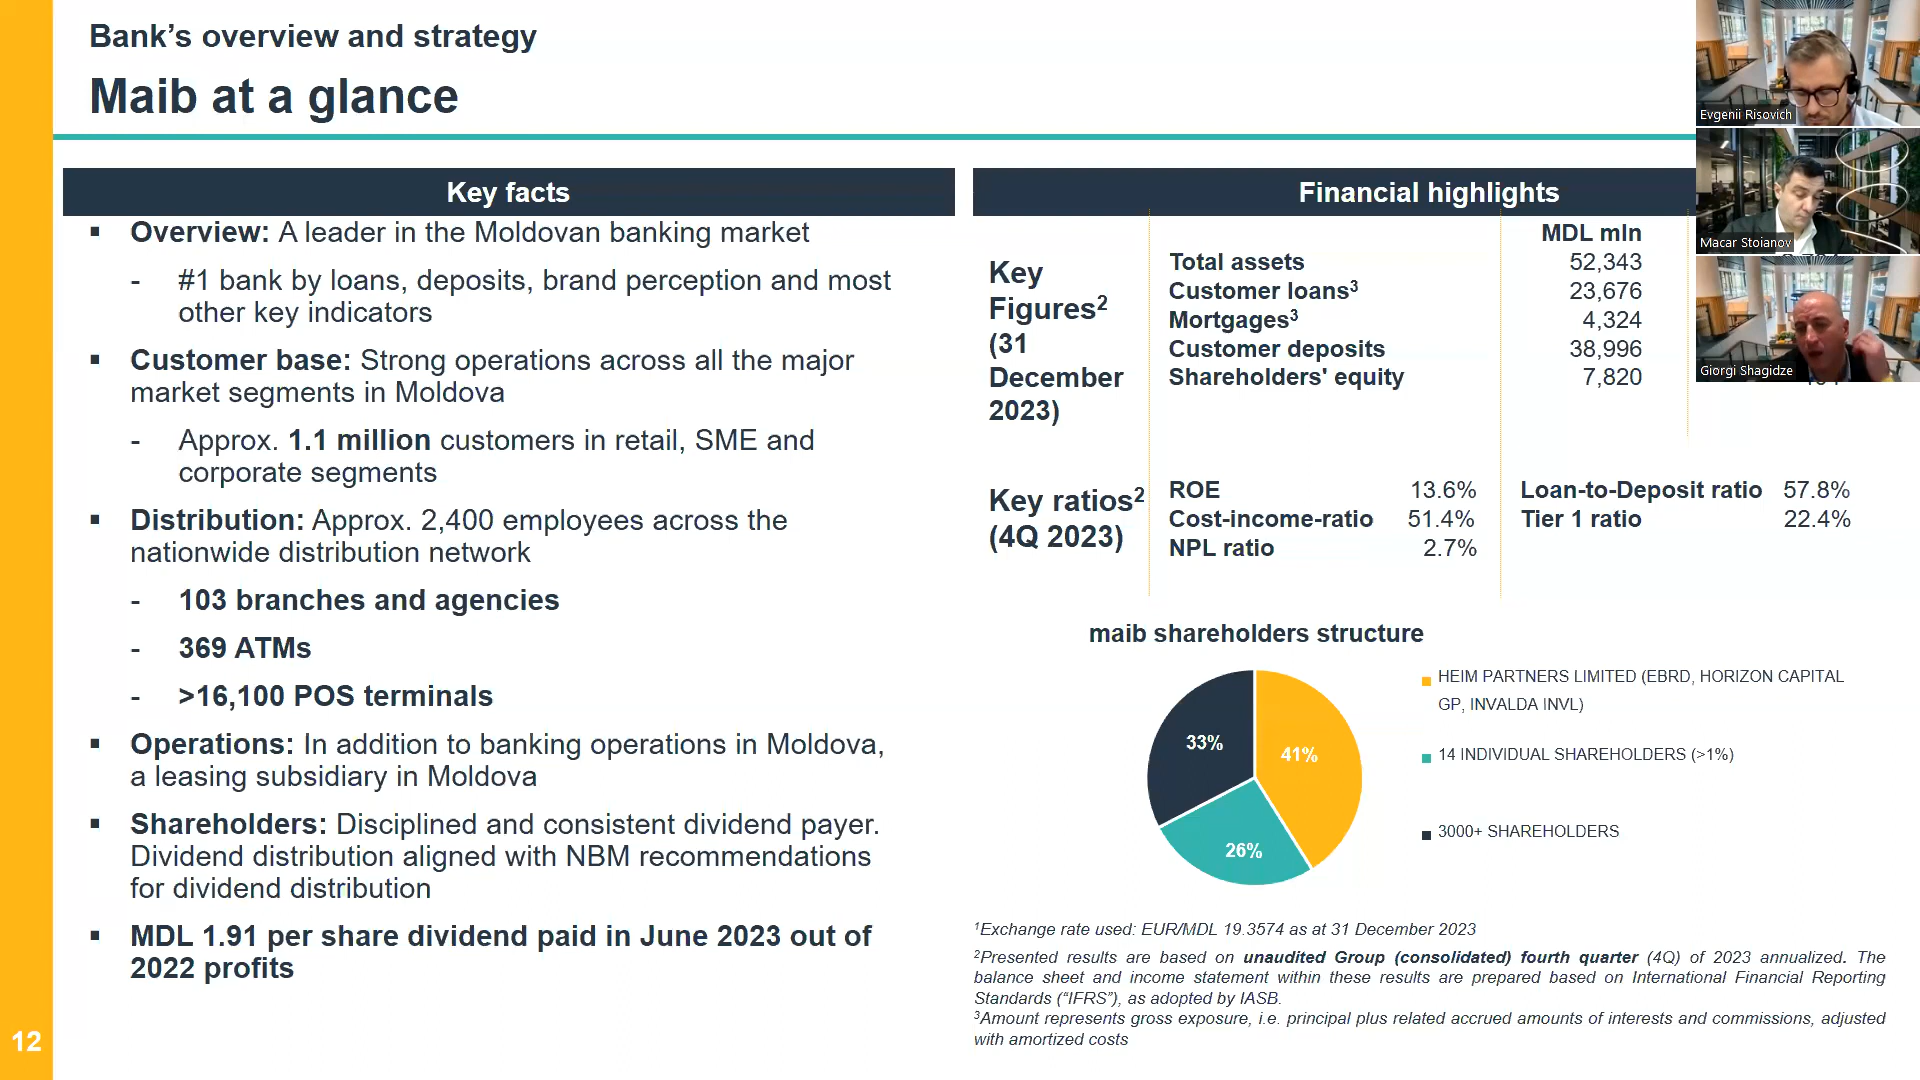 Bank’s overview and strategy
Maib at a glance
Key facts
▪ Overview: A leader in the Moldovan banking market
- #1 bank by loans, deposits, brand perception and most
other key indicators
▪ Customer base: Strong operations across all the major
market segments in Moldova
- Approx. 1.1 million customers in retail, SME and
corporate segments
▪ Distribution: Approx. 2,400 employees across the
nationwide distribution network
- 103 branches and agencies
- 369 ATMs
- >16,100 POS terminals
▪ Operations: In addition to banking operations in Moldova,
a leasing subsidiary in Moldova
▪ Shareholders: Disciplined and consistent dividend payer.
Dividend distribution aligned with NBM recommendations
for dividend distribution
▪ MDL 1.91 per share dividend paid in June 2023 out of
2022 profits
12
Financial highlights
Key
Figures²
(31
December
2023)
MDL mln
Total assets 52,343
Customer loans³ 23,676
Mortgages³ 4,324
Customer deposits 38,996
Shareholders' equity 7,820
Key ratios²
(4Q 2023)
ROE 13.6% Loan-to-Deposit ratio 57.8%
Cost-income-ratio 51.4% Tier 1 ratio 22.4%
NPL ratio 2.7%
maib shareholders structure
33%
41%
26%
HEIM PARTNERS LIMITED (EBRD, HORIZON CAPITAL
GP, INVALDA INVL)
14 INDIVIDUAL SHAREHOLDERS (>1%)
3000+ SHAREHOLDERS
¹Exchange rate used: EUR/MDL 19.3574 as at 31 December 2023
²Presented results are based on unaudited Group (consolidated) fourth quarter (4Q) of 2023 annualized. The
balance sheet and income statement within these results are prepared based on International Financial Reporting
Standards (“IFRS”), as adopted by IASB.
³Amount represents gross exposure, i.e. principal plus related accrued amounts of interests and commissions, adjusted
with amortized costs
Evgenii Risovich
Macar Stoianov
Giorgi Shagidze